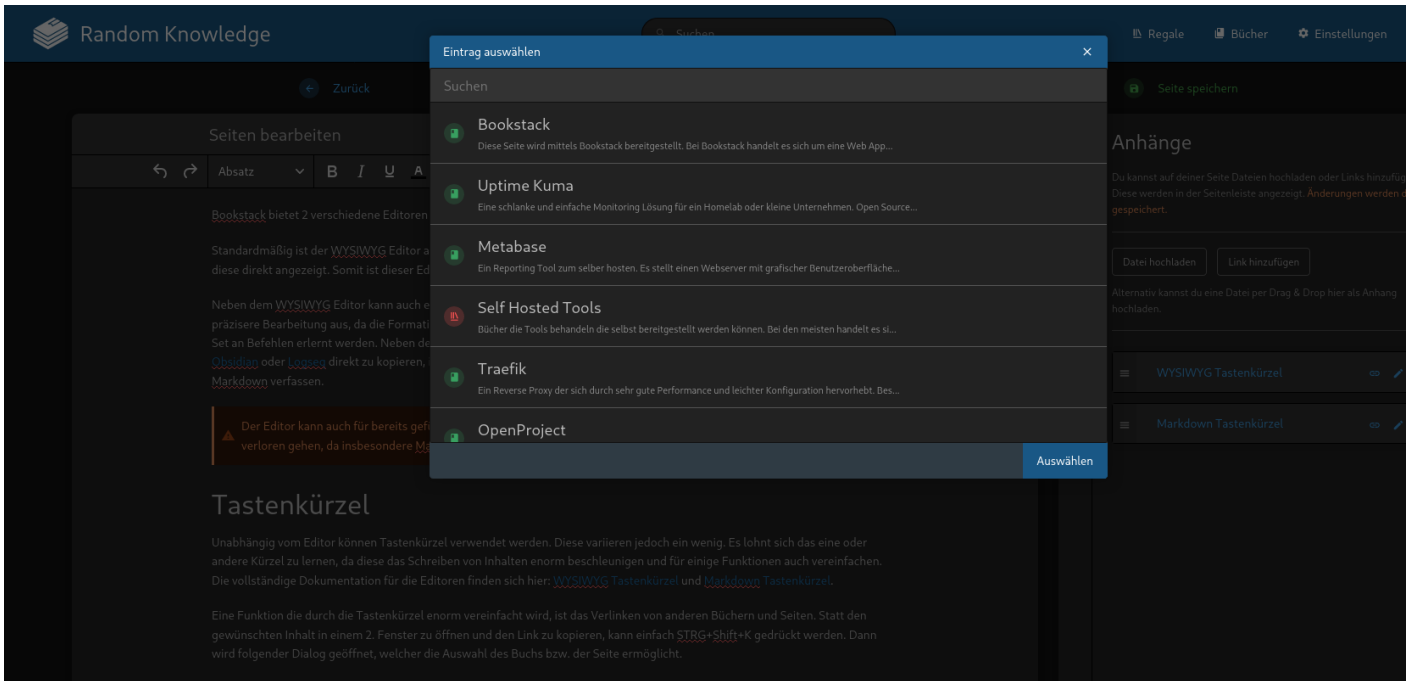 Random Knowledge
Suchen
Regale
Bücher
Einstellungen
Eintrag auswählen
Zurück
Seite speichern
Suchen
Bookstack
Diese Seite wird mittels Bookstack bereitgestellt. Bei Bookstack handelt es sich um eine Web App...
Uptime Kuma
Eine schlanke und einfache Monitoring Lösung für ein Homelab oder kleine Unternehmen. Open Source...
Metabase
Ein Reporting Tool zum selber hosten. Es stellt einen Webserver mit grafischer Benutzeroberfläche...
Self Hosted Tools
Bücher die Tools behandeln die selbst bereitgestellt werden können. Bei den meisten handelt es si...
Traefik
Ein Reverse Proxy der sich durch sehr gute Performance und leichter Konfiguration hervorhebt. Bes...
OpenProject
Auswählen
Seiten bearbeiten
Absatz
B I U A
Bookstack bietet 2 verschiedene Editoren
Standardmäßig ist der WYSIWYG Editor a
diese direkt angezeigt. Somit ist dieser Ed
Neben dem WYSIWYG Editor kann auch e
präzisere Bearbeitung aus, da die Formati
Set an Befehlen erlernt werden. Neben de
Obsidian oder Logseq direkt zu kopieren,
Markdown verfassen.
Der Editor kann auch für bereits gef
verloren gehen, da insbesondere Ma
Tastenkürzel
Unabhängig vom Editor können Tastenkürzel verwendet werden. Diese variieren jedoch ein wenig. Es lohnt sich das eine oder
andere Kürzel zu lernen, da diese das Schreiben von Inhalten enorm beschleunigen und für einige Funktionen auch vereinfachen.
Die vollständige Dokumentation für die Editoren finden sich hier: WYSIWYG Tastenkürzel und Markdown Tastenkürzel.
Eine Funktion die durch die Tastenkürzel enorm vereinfacht wird, ist das Verlinken von anderen Büchern und Seiten. Statt den
gewünschten Inhalt in einem 2. Fenster zu öffnen und den Link zu kopieren, kann einfach STRG+Shift+K gedrückt werden. Dann
wird folgender Dialog geöffnet, welcher die Auswahl des Buchs bzw. der Seite ermöglicht.
Anhänge
Du kannst auf deiner Seite Dateien hochladen oder Links hinzufüg
Diese werden in der Seitenleiste angezeigt. Änderungen werden d
gespeichert.
Datei hochladen
Link hinzufügen
Alternativ kannst du eine Datei per Drag & Drop hier als Anhang
hochladen.
WYSIWYG Tastenkürzel
Markdown Tastenkürzel